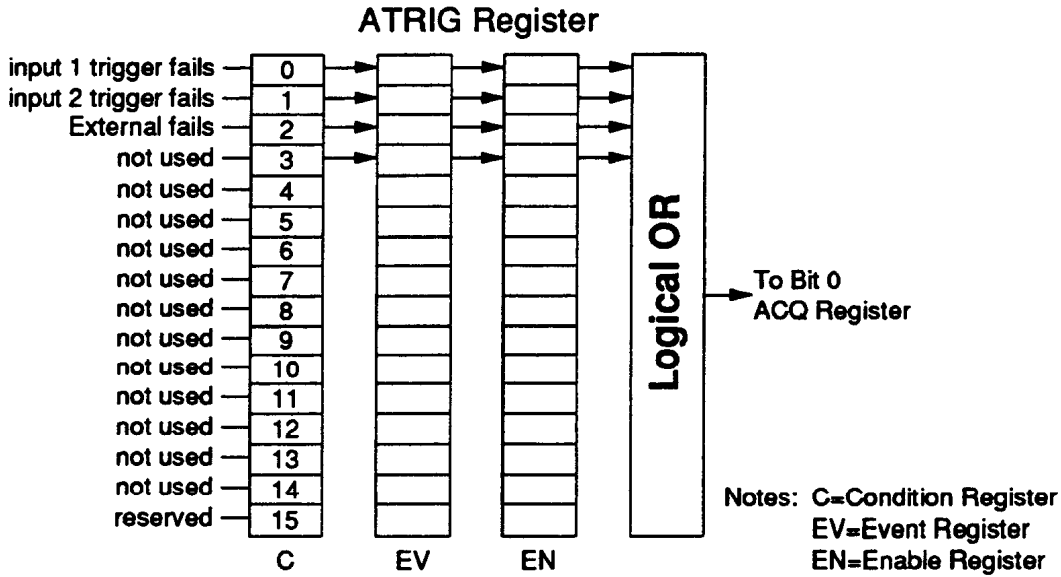 ATRIG Register
input 1 trigger fails 0
input 2 trigger fails 1
External fails 2
not used 3
not used 4
not used 5
not used 6
not used 7
not used 8
not used 9
not used 10
not used 11
not used 12
not used 13
not used 14
reserved 15
C EV EN
Logical OR
To Bit 0
ACQ Register
Notes: C=Condition Register
EV=Event Register
EN=Enable Register